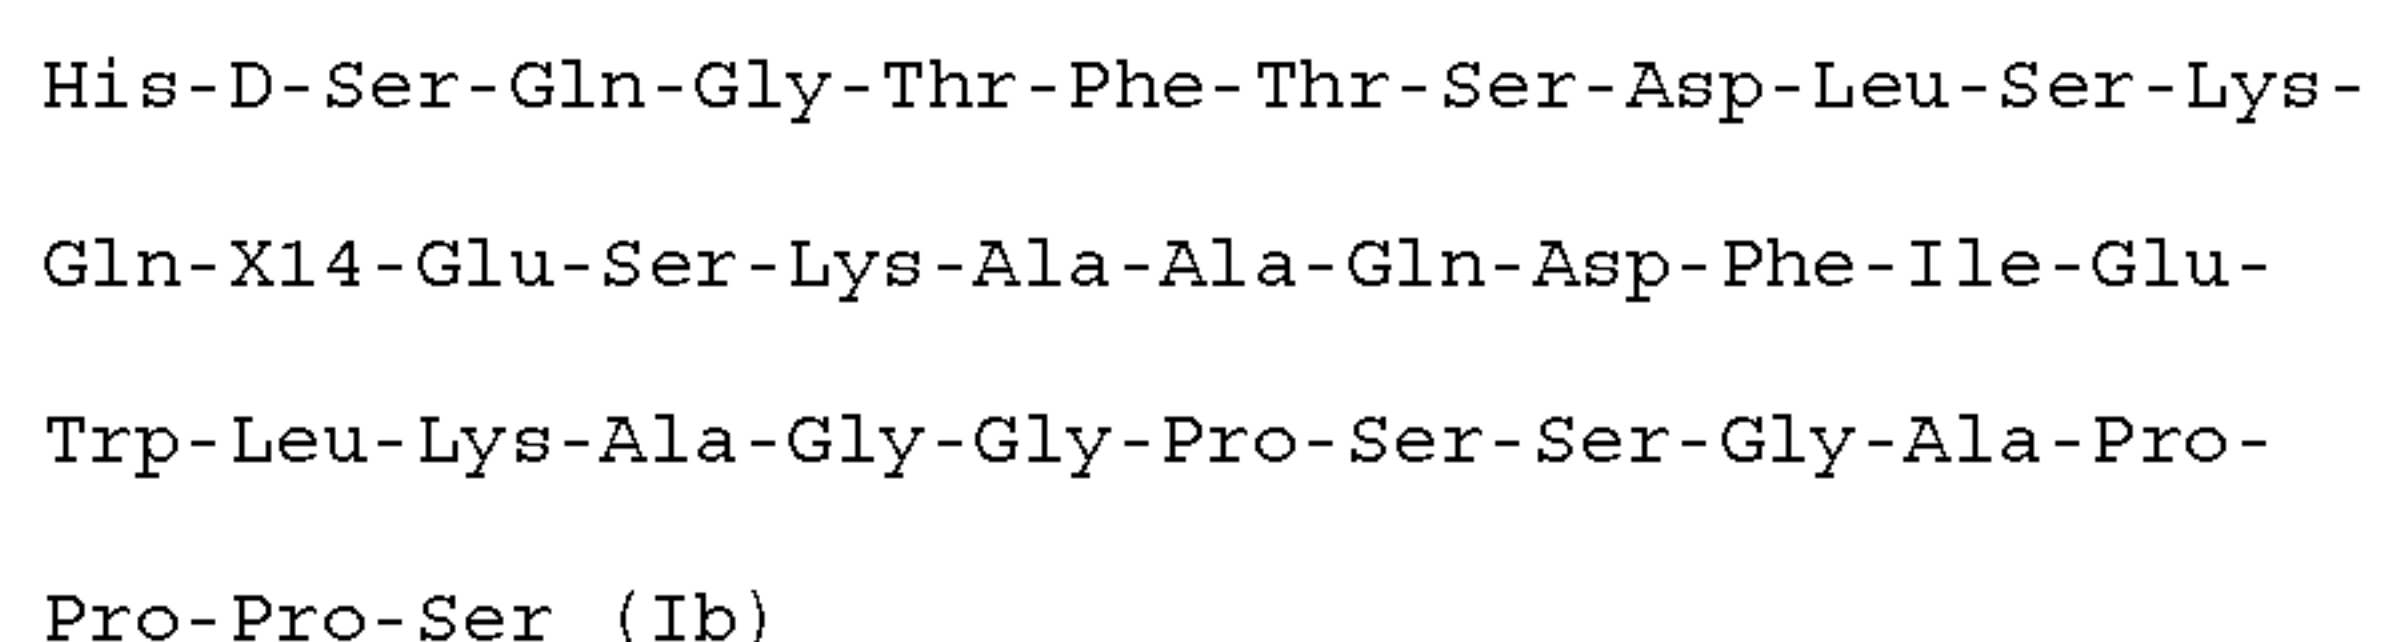 His-D-Ser-Gln-Gly-Thr-Phe-Thr-Ser-Asp-Leu-Ser-Lys-
Gln-X14-Glu-Ser-Lys-Ala-Ala-Gln-Asp-Phe-Ile-Glu-
Trp-Leu-Lys-Ala-Gly-Gly-Pro-Ser-Ser-Gly-Ala-Pro-
Pro-Pro-Ser (Ib)